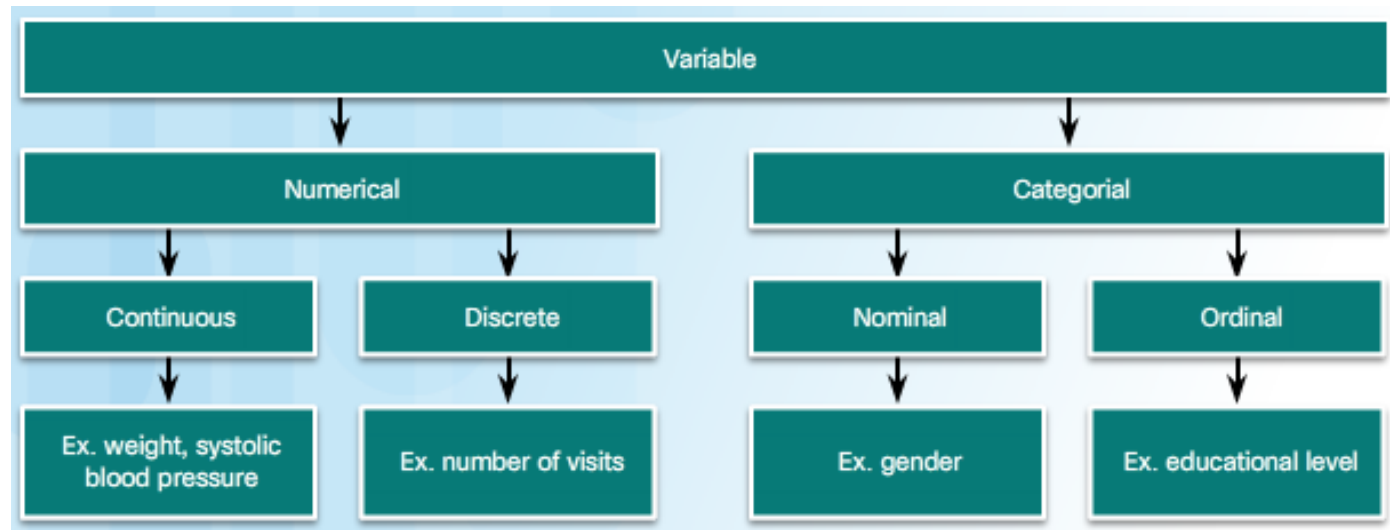 Variable
Numerical
Categorial
Continuous
Discrete
Nominal
Ordinal
Ex. weight, systolic
blood pressure
Ex. number of visits
Ex. gender
Ex. educational level